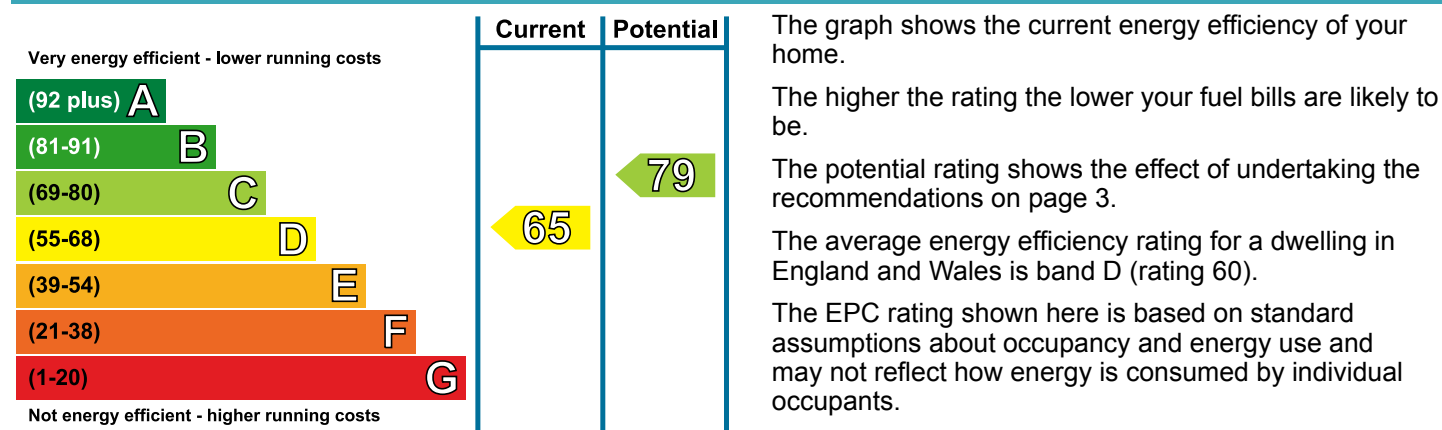 Current Potential
Very energy efficient - lower running costs
(92 plus) A
(81-91) B
(69-80) C
(55-68) D
(39-54) E
(21-38) F
(1-20) G
Not energy efficient - higher running costs
65
79
The graph shows the current energy efficiency of your
home.
The higher the rating the lower your fuel bills are likely to
be.
The potential rating shows the effect of undertaking the
recommendations on page 3.
The average energy efficiency rating for a dwelling in
England and Wales is band D (rating 60).
The EPC rating shown here is based on standard
assumptions about occupancy and energy use and
may not reflect how energy is consumed by individual
occupants.